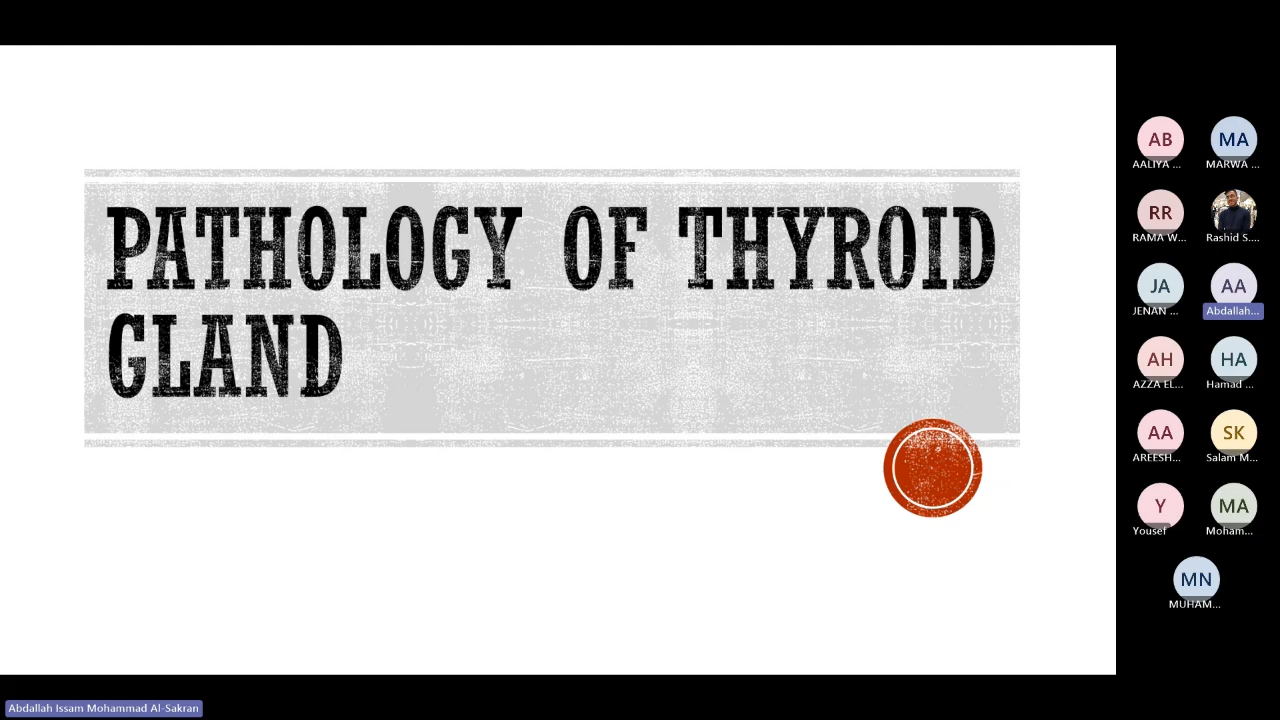 PATHOLOGY OF THYROID
GLAND
AB
MA
AALIYA ...
MARWA ...
RR
RAMA W...
Rashid S....
JA
AA
JENAN ...
Abdallah...
AH
HA
AZZA EL...
Hamad ...
AA
SK
AREESH...
Salam M...
Y
MA
Yousef
Moham...
MN
MUHAM...
Abdallah Issam Mohammad Al-Sakran